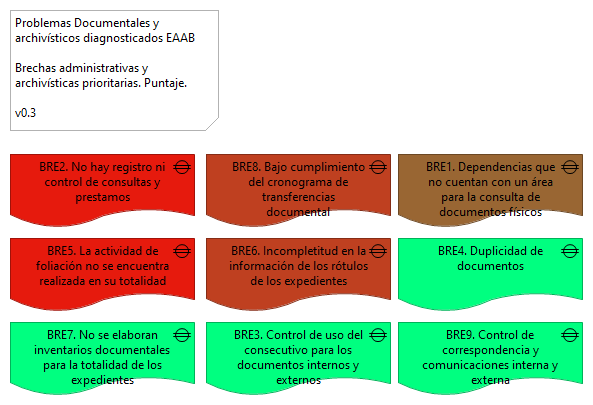 Problemas Documentales y
archivísticos diagnosticados EAAB
Brechas administrativas y
archivísticas prioritarias. Puntaje.
v0.3
BRE2. No hay registro ni
control de consultas y
prestamos
BRE8. Bajo cumplimiento
del cronograma de
transferencias
documental
BRE1. Dependencias que
no cuentan con un área
para la consulta de
documentos físicos
BRE5. La actividad de
foliación no se encuentra
realizada en su totalidad
BRE6. Incompletitud en la
información de los rótulos
de los expedientes
BRE4. Duplicidad de
documentos
BRE7. No se elaboran
inventarios documentales
para la totalidad de los
expedientes
BRE3. Control de uso del
consecutivo para los
documentos internos y
externos
BRE9. Control de
correspondencia y
comunicaciones interna y
externa